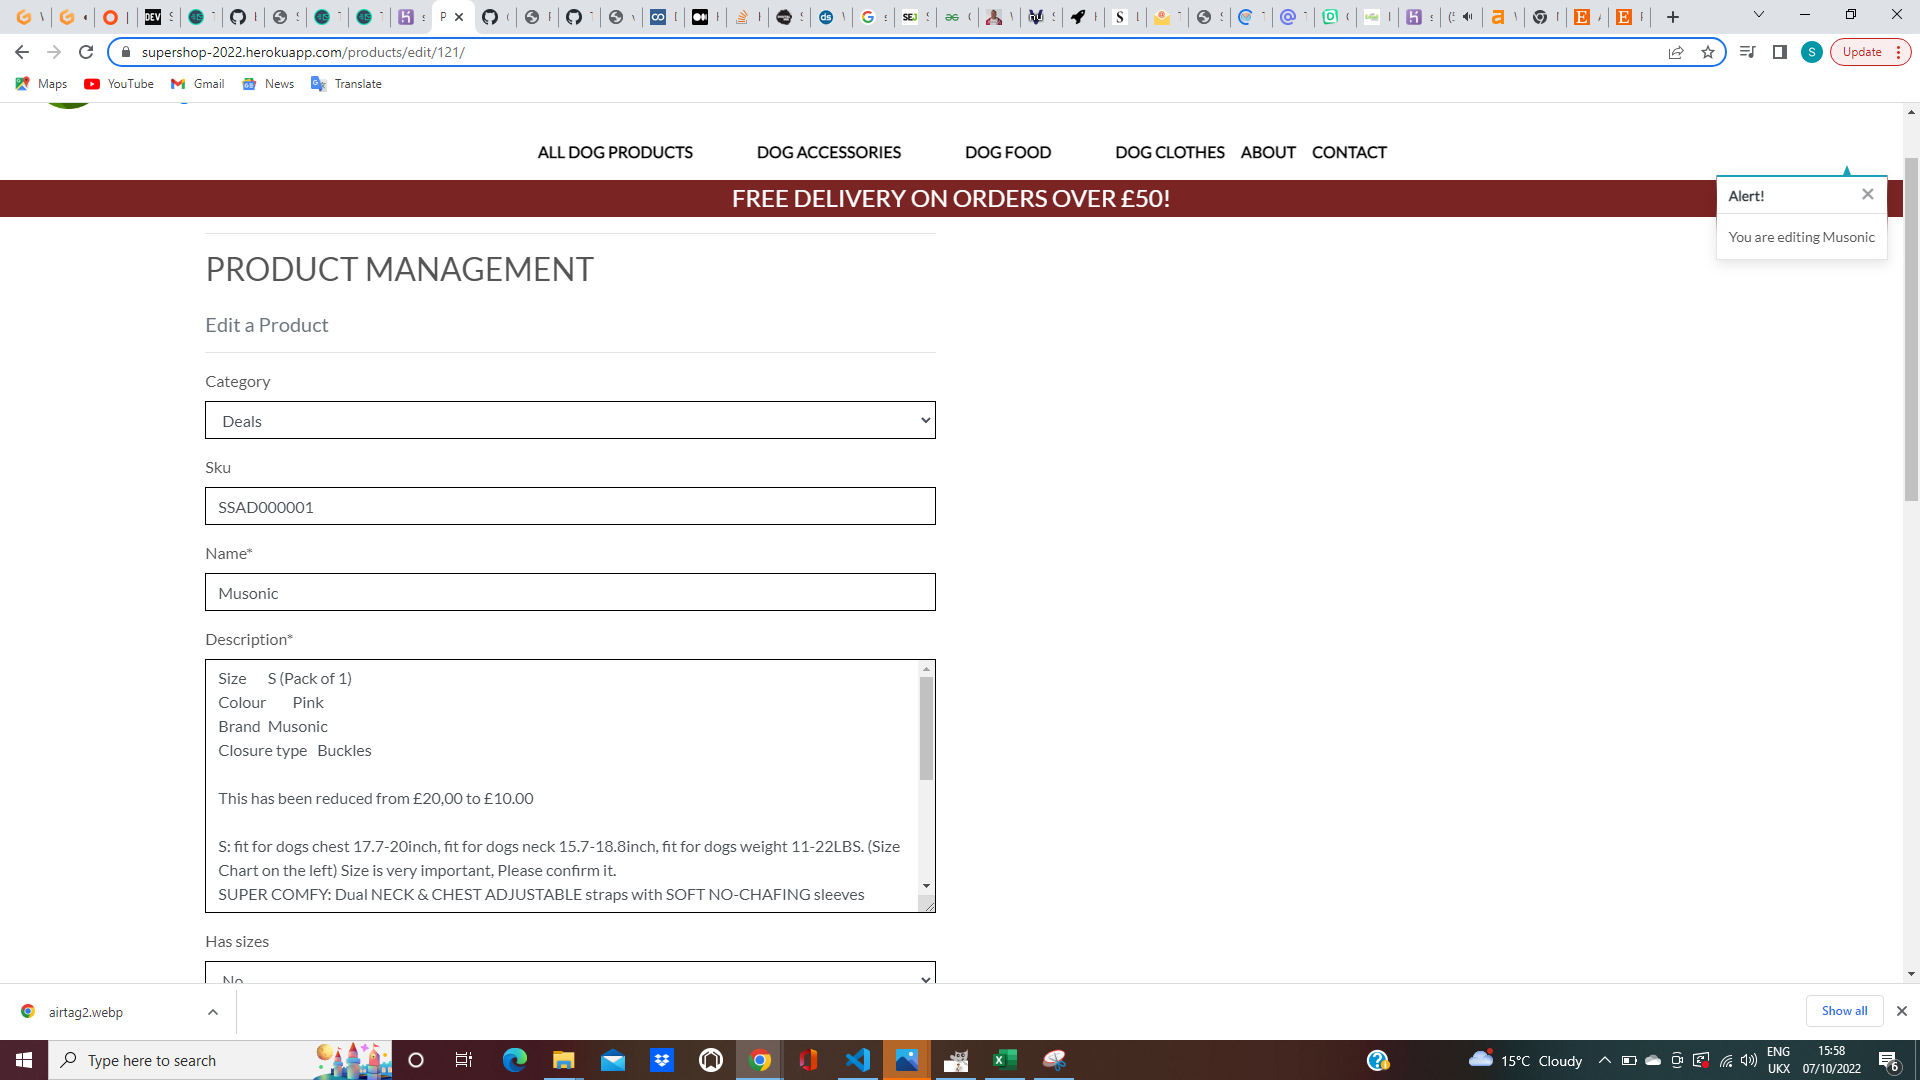 supershop-2022.herokuapp.com/products/edit/121/
Update
Maps YouTube Gmail News Translate
ALL DOG PRODUCTS DOG ACCESSORIES DOG FOOD DOG CLOTHES ABOUT CONTACT
FREE DELIVERY ON ORDERS OVER £50!
Alert!
You are editing Musonic
PRODUCT MANAGEMENT
Edit a Product
Category
Deals
Sku
SSAD000001
Name*
Musonic
Description*
Size S (Pack of 1)
Colour Pink
Brand Musonic
Closure type Buckles
This has been reduced from £20,00 to £10.00
S: fit for dogs chest 17.7-20inch, fit for dogs neck 15.7-18.8inch, fit for dogs weight 11-22LBS. (Size
Chart on the left) Size is very important, Please confirm it.
SUPER COMFY: Dual NECK & CHEST ADJUSTABLE straps with SOFT NO-CHAFING sleeves
Has sizes
No
airtag2.webp
Show all
Type here to search
15°C Cloudy
ENG
UKX
15:58
07/10/2022
6